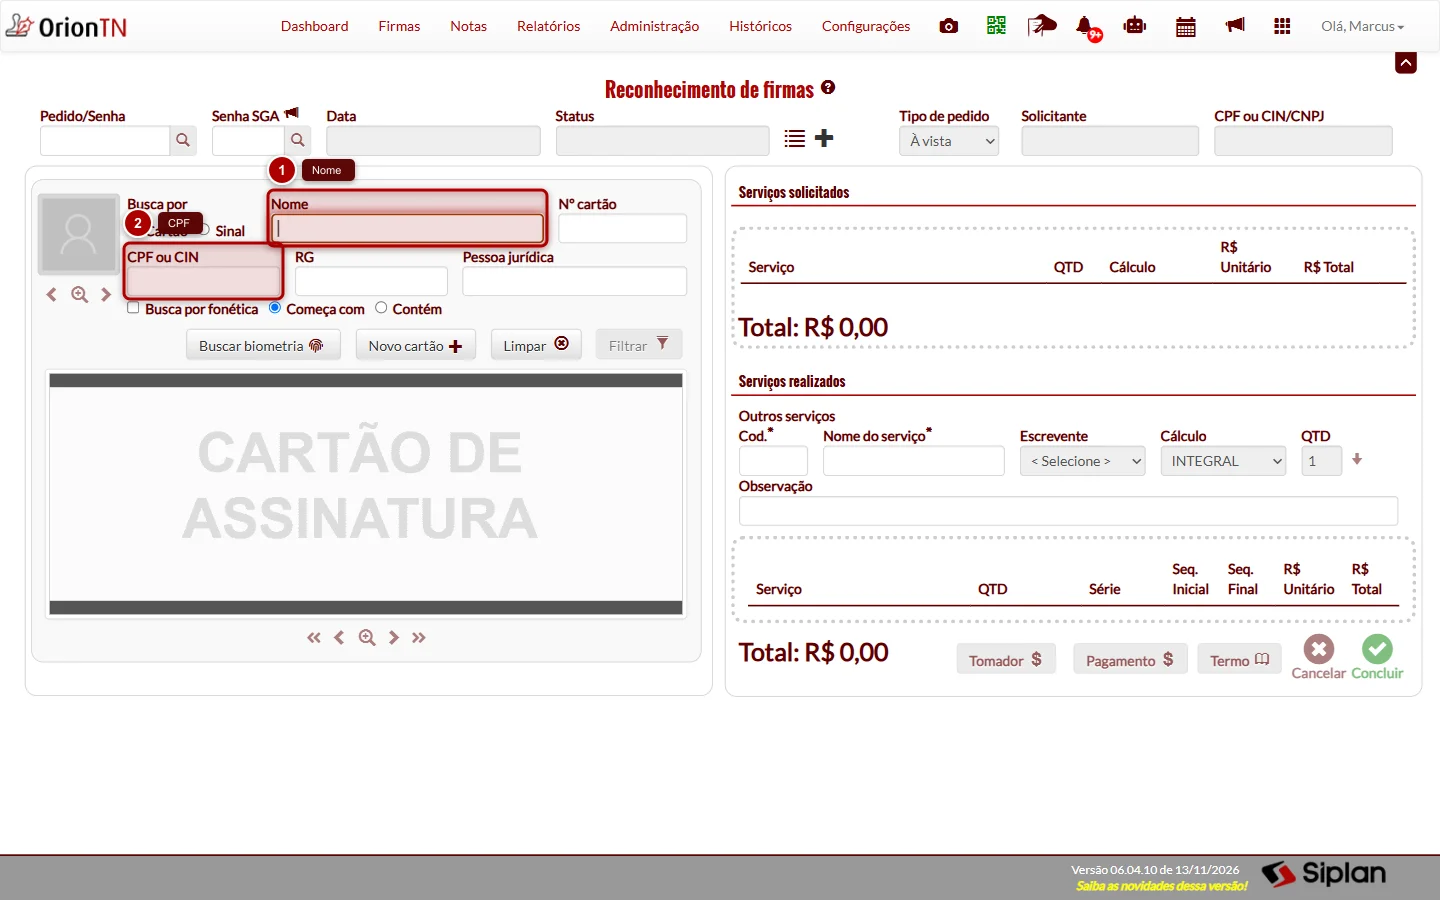 OrionTN
Dashboard Firmas Notas Relatórios Administração Históricos Configurações 9+ Olá, Marcus
Reconhecimento de firmas ?
Pedido/Senha Senha SGA Data Status Tipo de pedido Solicitante CPF ou CIN/CNPJ
À vista
1 Nome
Busca por Nome Nº cartão
2 CPF
Cartão Sinal
CPF ou CIN RG Pessoa jurídica
Busca por fonética Começa com Contém
Buscar biometria Novo cartão Limpar Filtrar
CARTÃO DE
ASSINATURA
Serviços solicitados
Serviço QTD Cálculo R$ Unitário R$ Total
Total: R$ 0,00
Serviços realizados
Outros serviços
Cod.* Nome do serviço* Escrevente Cálculo QTD
< Selecione > INTEGRAL 1
Observação
Serviço QTD Série Seq. Inicial Seq. Final R$ Unitário R$ Total
Total: R$ 0,00 Tomador $ Pagamento $ Termo Cancelar Concluir
Versão 06.04.10 de 13/11/2026
Saiba as novidades dessa versão!
Siplan